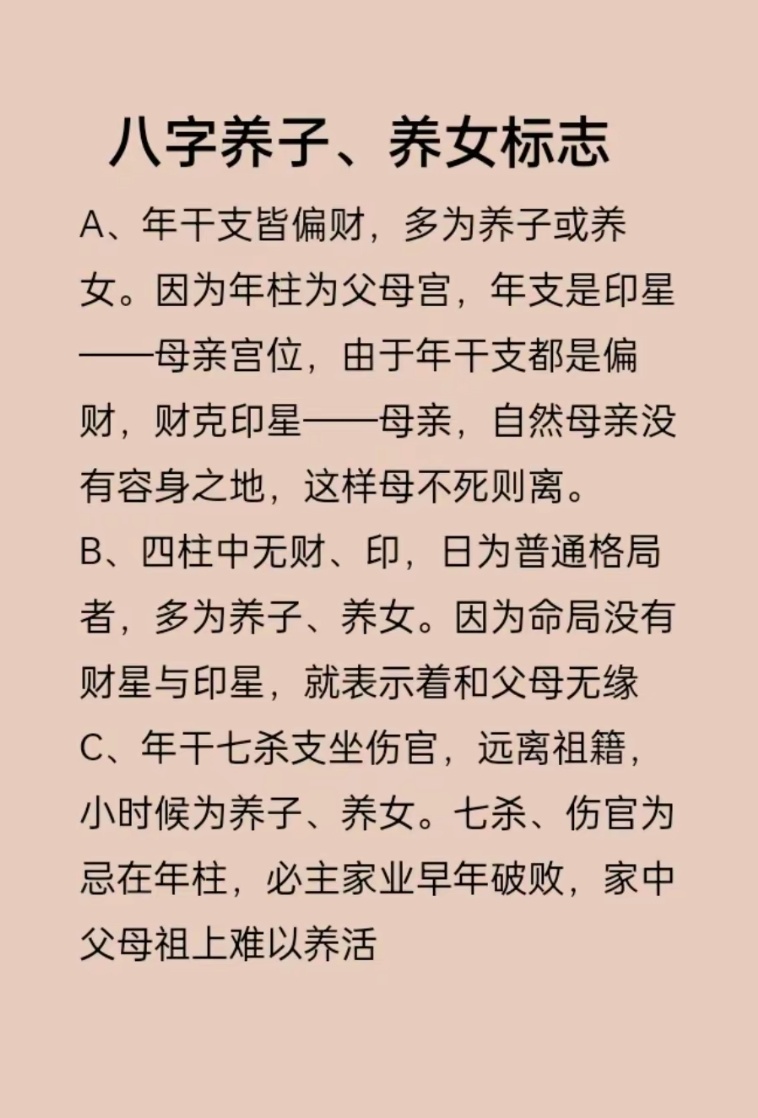 八字养子、养女标志
A、年干支皆偏财，多为养子或养
女。因为年柱为父母宫，年支是印星
——母亲宫位，由于年干支都是偏
财，财克印星——母亲，自然母亲没
有容身之地，这样母不死则离。
B、四柱中无财、印，日为普通格局
者，多为养子、养女。因为命局没有
财星与印星，就表示着和父母无缘
C、年干七杀支坐伤官，远离祖籍，
小时候为养子、养女。七杀、伤官为
忌在年柱，必主家业早年破败，家中
父母祖上难以养活